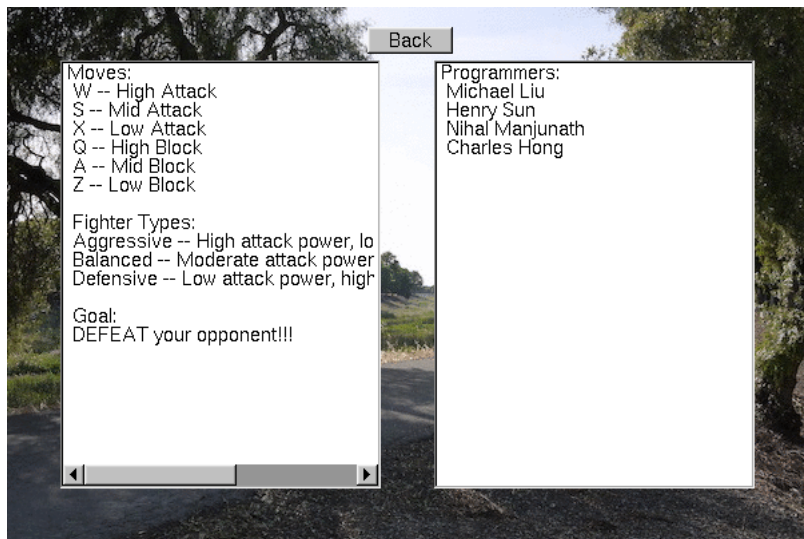 Back
Moves:
W -- High Attack
S -- Mid Attack
X -- Low Attack
Q -- High Block
A -- Mid Block
Z -- Low Block
Fighter Types:
Aggressive -- High attack power, lo
Balanced -- Moderate attack power
Defensive -- Low attack power, high
Goal:
DEFEAT your opponent!!!
Programmers:
Michael Liu
Henry Sun
Nihal Manjunath
Charles Hong